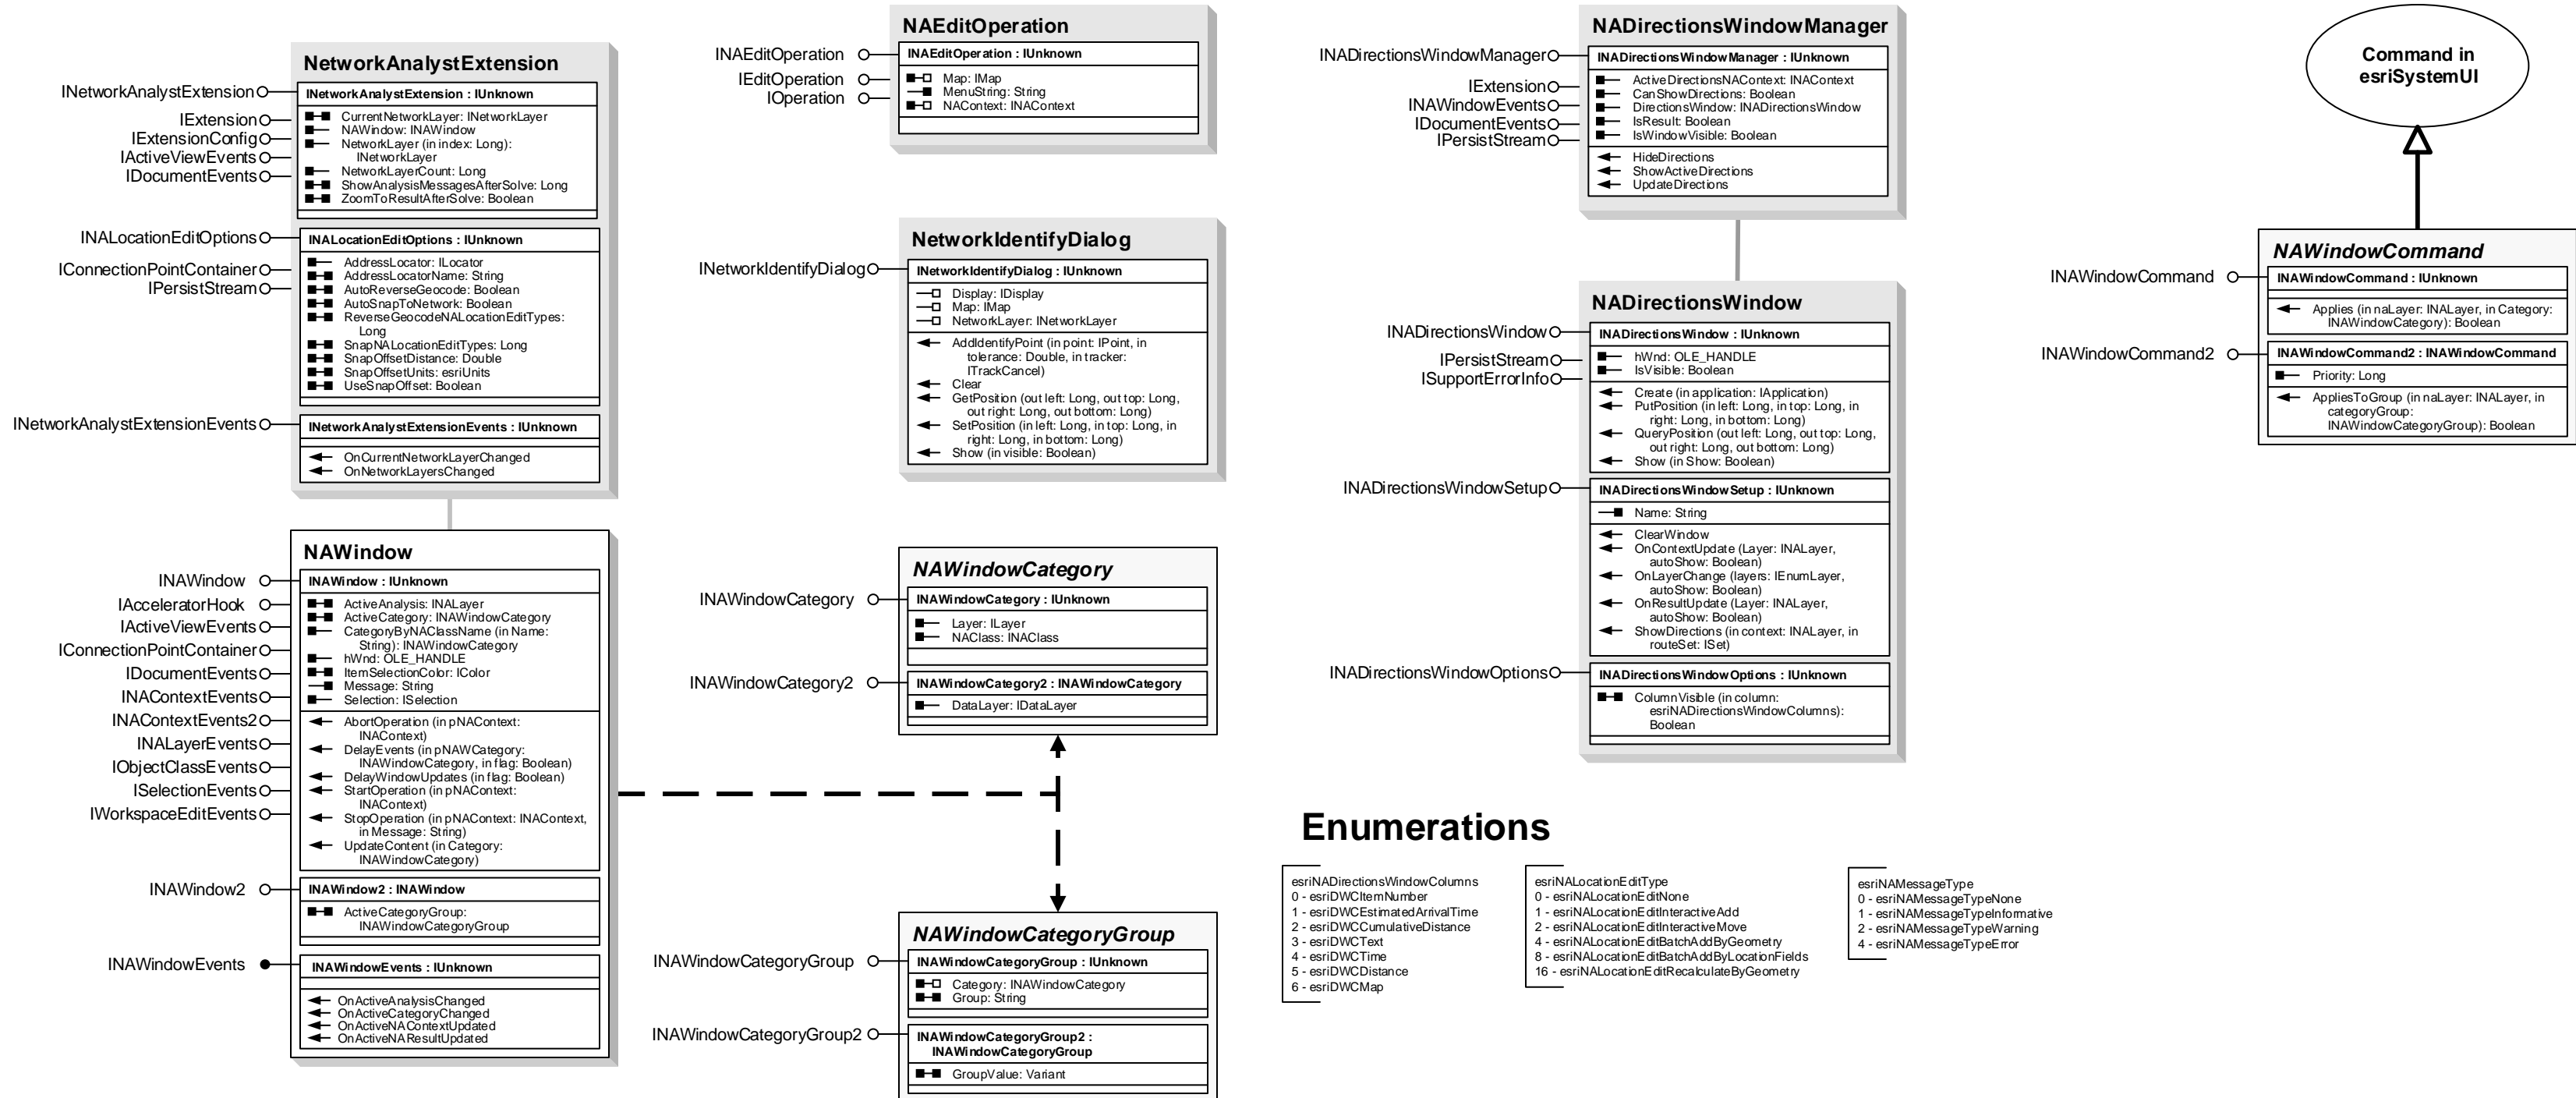 NetworkAnalystExtension
INetworkAnalystExtension
IExtension
IExtensionConfig
IActiveViewEvents
IDocumentEvents
INetworkAnalystExtension : IUnknown
CurrentNetworkLayer: INetworkLayer
NAWindow: INAWindow
NetworkLayer (in index: Long):
INetworkLayer
NetworkLayerCount: Long
ShowAnalysisMessagesAfterSolve: Long
ZoomToResultAfterSolve: Boolean
INALocationEditOptions
IConnectionPointContainer
IPersistStream
INALocationEditOptions : IUnknown
AddressLocator: ILocator
AddressLocatorName: String
AutoReverseGeocode: Boolean
AutoSnapToNetwork: Boolean
ReverseGeocodeNALocationEditTypes:
Long
SnapNALocationEditTypes: Long
SnapOffsetDistance: Double
SnapOffsetUnits: esriUnits
UseSnapOffset: Boolean
INetworkAnalystExtensionEvents
INetworkAnalystExtensionEvents : IUnknown
OnCurrentNetworkLayerChanged
OnNetworkLayersChanged
NAWindow
INAWindow
IAcceleratorHook
IActiveViewEvents
IConnectionPointContainer
IDocumentEvents
INAContextEvents
INAContextEvents2
INALayerEvents
IObjectClassEvents
ISelectionEvents
IWorkspaceEditEvents
INAWindow : IUnknown
ActiveAnalysis: INALayer
ActiveCategory: INAWindowCategory
CategoryByNAClassName (in Name:
String): INAWindowCategory
hWnd: OLE_HANDLE
ItemSelectionColor: IColor
Message: String
Selection: ISelection
AbortOperation (in pNAContext:
INAContext)
DelayEvents (in pNAWCategory:
INAWindowCategory, in flag: Boolean)
DelayWindowUpdates (in flag: Boolean)
StartOperation (in pNAContext:
INAContext)
StopOperation (in pNAContext: INAContext,
in Message: String)
UpdateContent (in Category:
INAWindowCategory)
INAWindow2
INAWindow2 : INAWindow
ActiveCategoryGroup:
INAWindowCategoryGroup
INAWindowEvents
INAWindowEvents : IUnknown
OnActiveAnalysisChanged
OnActiveCategoryChanged
OnActiveNAContextUpdated
OnActiveNAResultUpdated
NAEditOperation
INAEditOperation
IEditOperation
IOperation
INAEditOperation : IUnknown
Map: IMap
MenuString: String
NAContext: INAContext
NetworkIdentifyDialog
INetworkIdentifyDialog
INetworkIdentifyDialog : IUnknown
Display: IDisplay
Map: IMap
NetworkLayer: INetworkLayer
AddIdentifyPoint (in point: IPoint, in
tolerance: Double, in tracker:
ITrackCancel)
Clear
GetPosition (out left: Long, out top: Long,
out right: Long, out bottom: Long)
SetPosition (in left: Long, in top: Long, in
right: Long, in bottom: Long)
Show (in visible: Boolean)
NAWindowCategory
INAWindowCategory
INAWindowCategory : IUnknown
Layer: ILayer
NAClass: INAClass
INAWindowCategory2
INAWindowCategory2 : INAWindowCategory
DataLayer: IDataLayer
NAWindowCategoryGroup
INAWindowCategoryGroup
INAWindowCategoryGroup : IUnknown
Category: INAWindowCategory
Group: String
INAWindowCategoryGroup2
INAWindowCategoryGroup2 :
INAWindowCategoryGroup
GroupValue: Variant
NADirectionsWindowManager
INADirectionsWindowManager
IExtension
INAWindowEvents
IDocumentEvents
IPersistStream
INADirectionsWindowManager : IUnknown
ActiveDirectionsNAContext: INAContext
CanShowDirections: Boolean
DirectionsWindow: INADirectionsWindow
IsResult: Boolean
IsWindowVisible: Boolean
HideDirections
ShowActiveDirections
UpdateDirections
NADirectionsWindow
INADirectionsWindow
IPersistStream
ISupportErrorInfo
INADirectionsWindow : IUnknown
hWnd: OLE_HANDLE
IsVisible: Boolean
Create (in application: IApplication)
PutPosition (in left: Long, in top: Long, in
right: Long, in bottom: Long)
QueryPosition (out left: Long, out top: Long,
out right: Long, out bottom: Long)
Show (in Show: Boolean)
INADirectionsWindowSetup
INADirectionsWindowSetup : IUnknown
Name: String
ClearWindow
OnContextUpdate (Layer: INALayer,
autoShow: Boolean)
OnLayerChange (layers: IEnumLayer,
autoShow: Boolean)
OnResultUpdate (Layer: INALayer,
autoShow: Boolean)
ShowDirections (in context: INALayer, in
routeSet: ISet)
INADirectionsWindowOptions
INADirectionsWindowOptions : IUnknown
ColumnVisible (in column:
esriNADirectionsWindowColumns):
Boolean
Command in
esriSystemUI
NAWindowCommand
INAWindowCommand
INAWindowCommand : IUnknown
Applies (in naLayer: INALayer, in Category:
INAWindowCategory): Boolean
INAWindowCommand2
INAWindowCommand2 : INAWindowCommand
Priority: Long
AppliesToGroup (in naLayer: INALayer, in
categoryGroup:
INAWindowCategoryGroup): Boolean
Enumerations
esriNADirectionsWindowColumns
0 - esriDWCItemNumber
1 - esriDWCEstimatedArrivalTime
2 - esriDWCCumulativeDistance
3 - esriDWCText
4 - esriDWCTime
5 - esriDWCDistance
6 - esriDWCMap
esriNALocationEditType
0 - esriNALocationEditNone
1 - esriNALocationEditInteractiveAdd
2 - esriNALocationEditInteractiveMove
4 - esriNALocationEditBatchAddByGeometry
8 - esriNALocationEditBatchAddByLocationFields
16 - esriNALocationEditRecalculateByGeometry
esriNAMessageType
0 - esriNAMessageTypeNone
1 - esriNAMessageTypeInformative
2 - esriNAMessageTypeWarning
4 - esriNAMessageTypeError